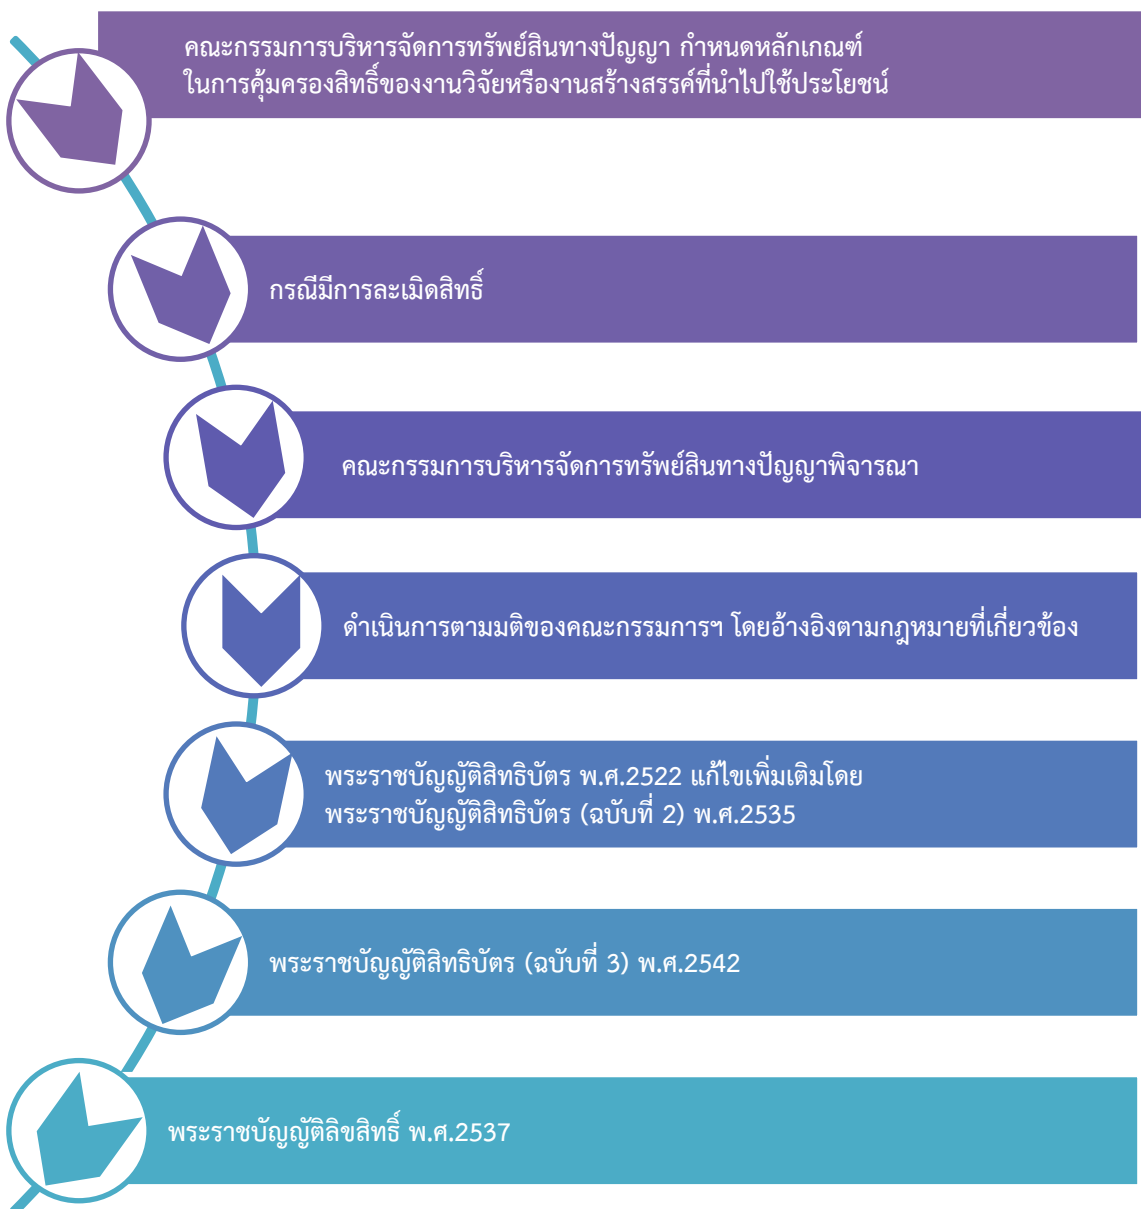 คณะกรรมการบริหารจัดการทรัพย์สินทางปัญญา กำหนดหลักเกณฑ์
ในการคุ้มครองสิทธิ์ของงานวิจัยหรืองานสร้างสรรค์ที่นำไปใช้ประโยชน์
กรณีมีการละเมิดสิทธิ์
คณะกรรมการบริหารจัดการทรัพย์สินทางปัญญาพิจารณา
ดำเนินการตามมติของคณะกรรมการฯ โดยอ้างอิงตามกฎหมายที่เกี่ยวข้อง
พระราชบัญญัติสิทธิบัตร พ.ศ.2522 แก้ไขเพิ่มเติมโดย
พระราชบัญญัติสิทธิบัตร (ฉบับที่ 2) พ.ศ.2535
พระราชบัญญัติสิทธิบัตร (ฉบับที่ 3) พ.ศ.2542
พระราชบัญญัติลิขสิทธิ์ พ.ศ.2537